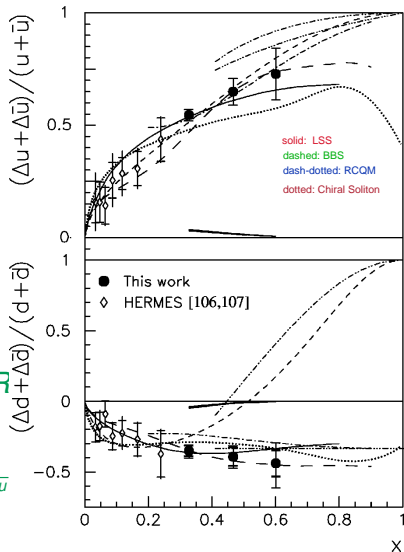 1
0.5
0
(Δu+Δū)/(u+ū)
solid: LSS
dashed: BBS
dash-dotted: RCQM
dotted: Chiral Soliton
1
0.5
0
-0.5
(Δd+Δd̄)/(d+d̄)
This work
HERMES [106,107]
u̅
0 0.2 0.4 0.6 0.8 1
x